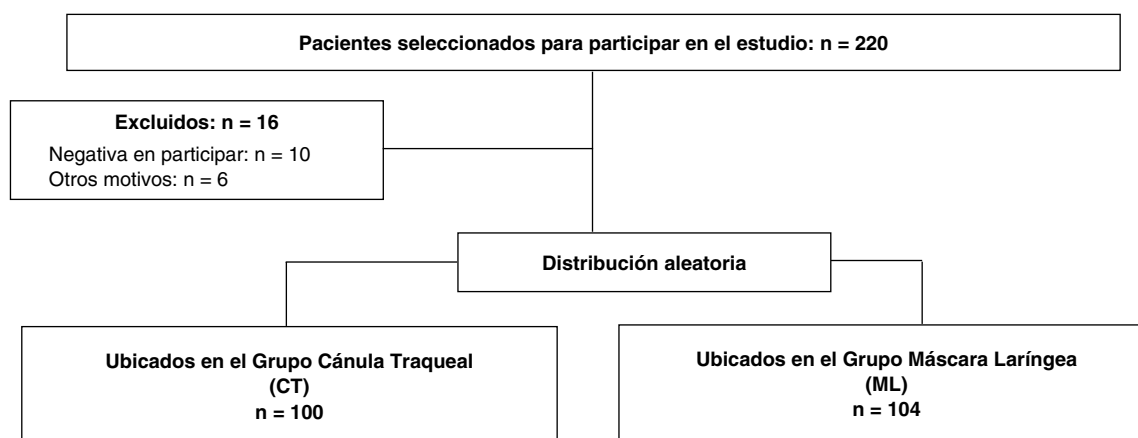 Pacientes seleccionados para participar en el estudio: n = 220
Excluidos: n = 16
Negativa en participar: n = 10
Otros motivos: n = 6
Distribución aleatoria
Ubicados en el Grupo Cánula Traqueal
(CT)
n = 100
Ubicados en el Grupo Máscara Laríngea
(ML)
n = 104